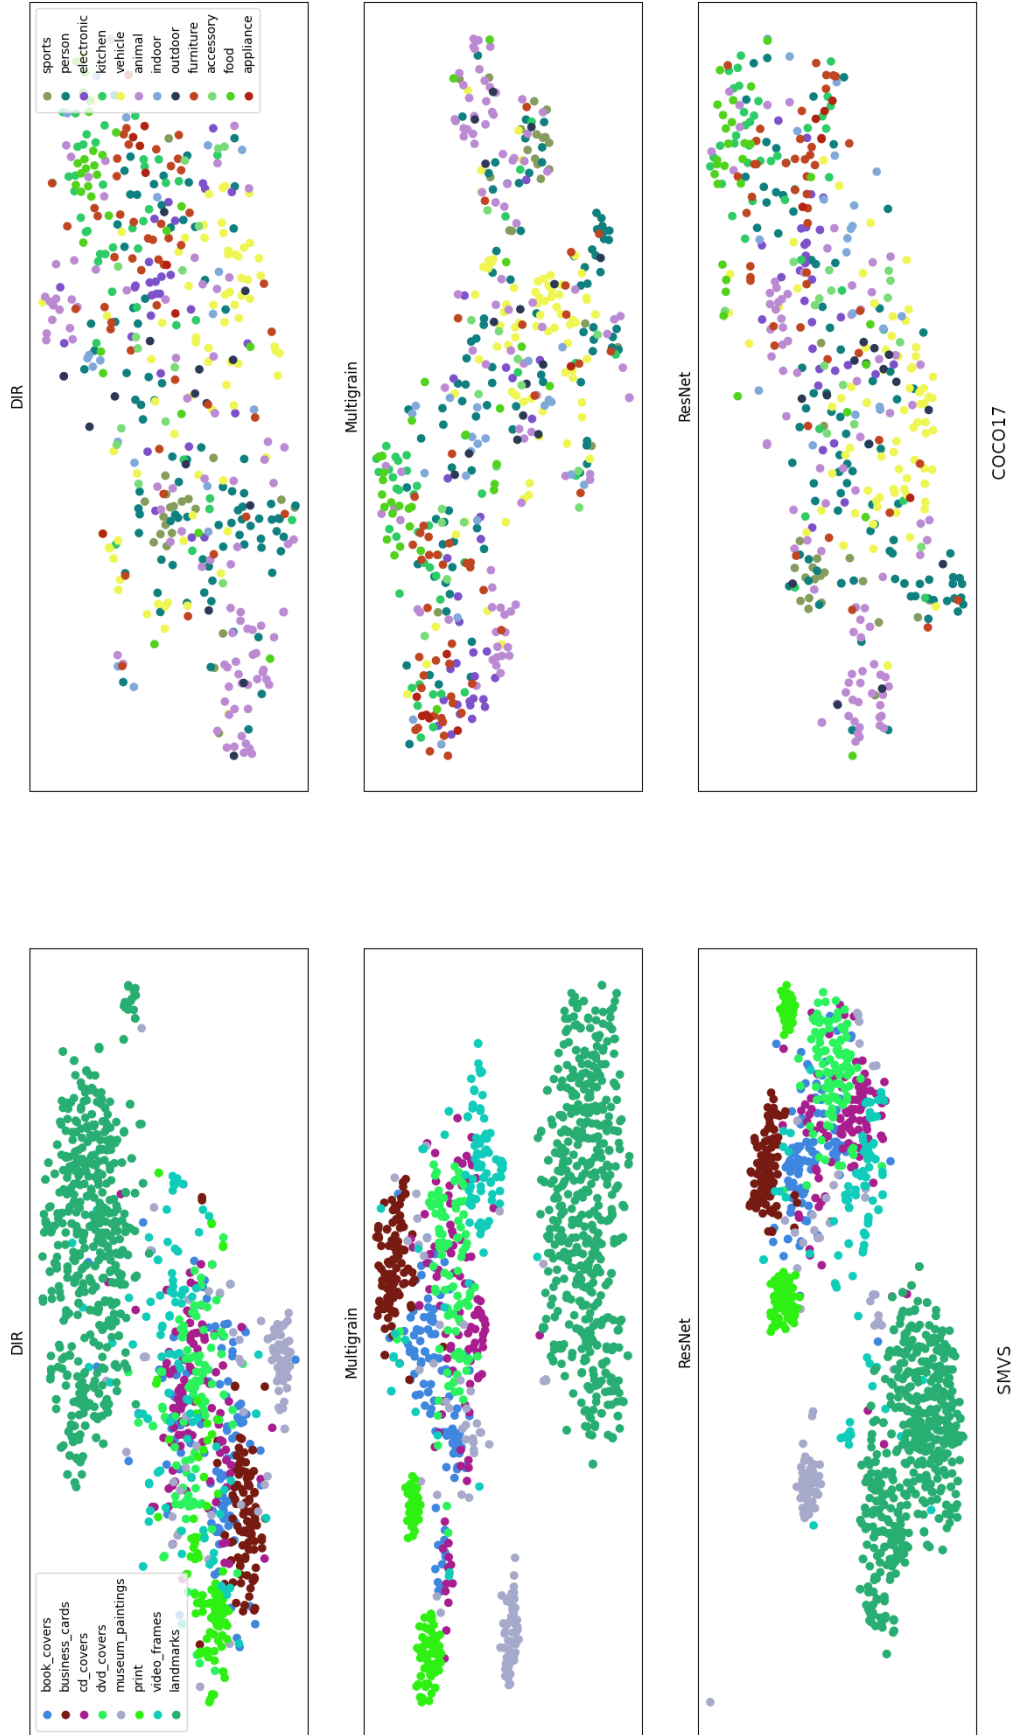 DIR
sports
person
electronic
kitchen
vehicle
animal
indoor
outdoor
furniture
accessory
food
appliance
Multigrain
ResNet
COCO17
DIR
book_covers
business_cards
cd_covers
dvd_covers
museum_paintings
print
video_frames
landmarks
Multigrain
ResNet
SMVS